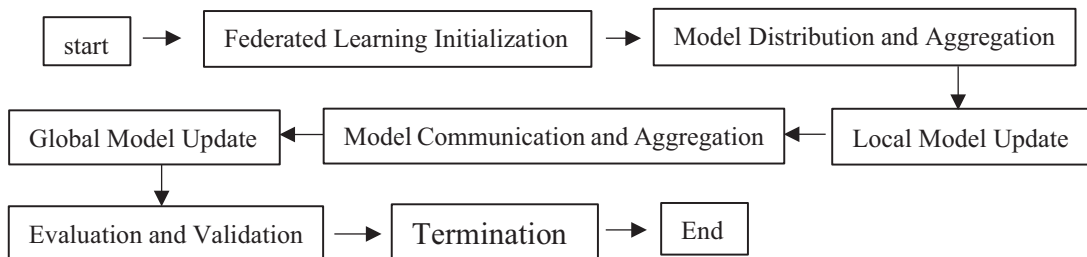 start
Federated Learning Initialization
Model Distribution and Aggregation
Local Model Update
Model Communication and Aggregation
Global Model Update
Evaluation and Validation
Termination
End